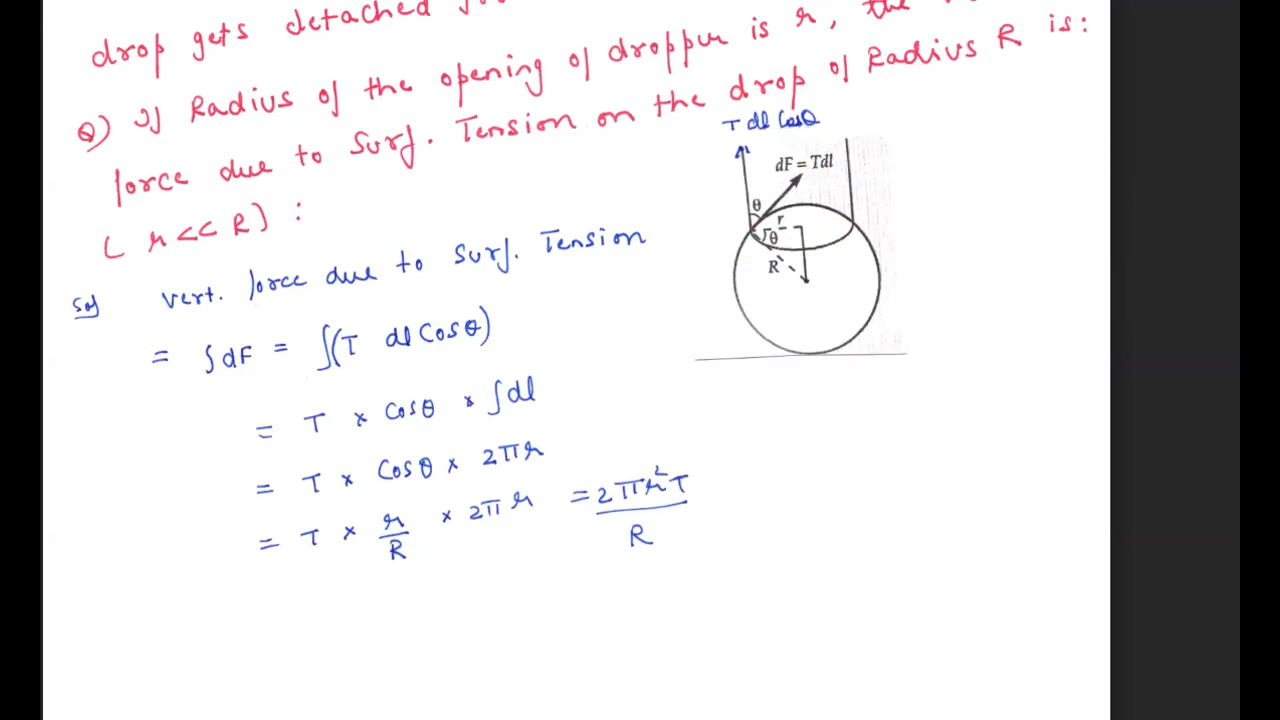 drop gets detached
Q) If Radius of the opening of dropper is r, the
force due to Surf. Tension on the drop of Radius R is:
( r << R ) :
T dl Cosθ
dF = Tdl
θ
r
θ
R
Sol Vert. force due to Surf. Tension
= ∫dF = ∫(T dl Cosθ)
= T × Cosθ × ∫dl
= T × Cosθ × 2πr
= T × r/R × 2πr = 2πr²T/R